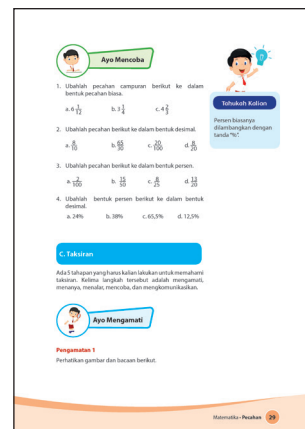 Ayo Mencoba
1. Ubahlah pecahan campuran berikut ke dalam
bentuk pecahan biasa.
a. 6 1/12 b. 3 1/4 c. 4 2/3
2. Ubahlah pecahan berikut ke dalam bentuk desimal.
a. 8/10 b. 65/30 c. 20/100 d. 8/20
3. Ubahlah pecahan berikut ke dalam bentuk persen.
a. 2/100 b. 15/50 c. 8/25 d. 13/20
4. Ubahlah bentuk persen berikut ke dalam bentuk
desimal.
a. 24% b. 38% c. 65,5% d. 12,5%
Tahukah Kalian
Persen biasanya
dilambangkan dengan
tanda "%".
C. Taksiran
Ada 5 tahapan yang harus kalian lakukan untuk memahami
taksiran. Kelima langkah tersebut adalah mengamati,
menanya, menalar, mencoba, dan mengkomunikasikan.
Ayo Mengamati
Pengamatan 1
Perhatikan gambar dan bacaan berikut.
Matematika - Pecahan 29